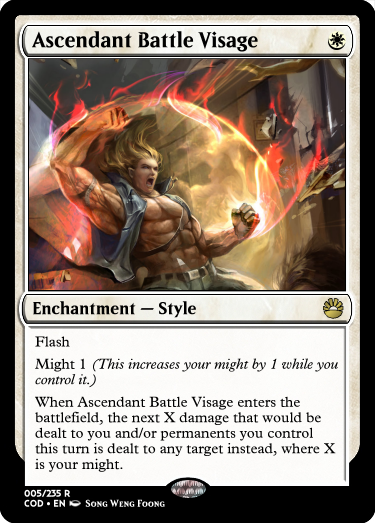 Ascendant Battle Visage
Enchantment — Style
Flash
Might 1 (This increases your might by 1 while you
control it.)
When Ascendant Battle Visage enters the
battlefield, the next X damage that would be
dealt to you and/or permanents you control
this turn is dealt to any target instead, where X
is your might.
005/235 R
COD • EN Song Weng Foong